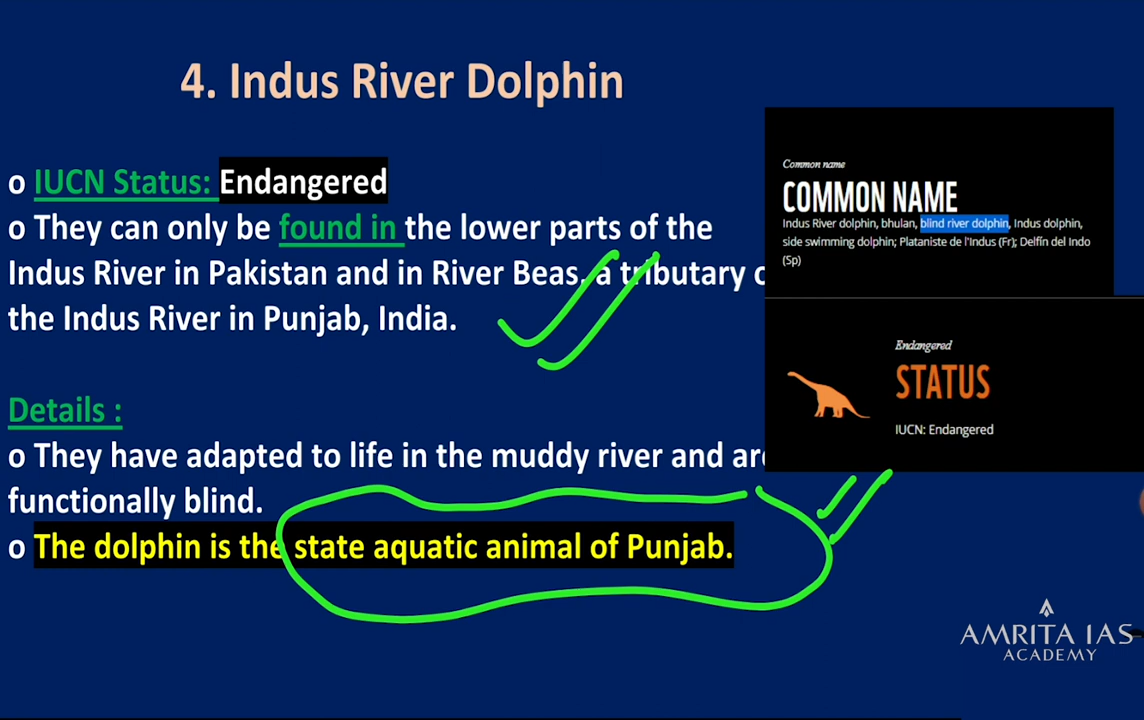 4. Indus River Dolphin
o IUCN Status: Endangered
o They can only be found in the lower parts of the
Indus River in Pakistan and in River Beas, a tributary
the Indus River in Punjab, India.
Details :
o They have adapted to life in the muddy river and are
functionally blind.
o The dolphin is the state aquatic animal of Punjab.
Common name
COMMON NAME
Indus River dolphin, bhulan, blind river dolphin, Indus dolphin,
side swimming dolphin; Plataniste de l'Indus (Fr); Delfín del Indo
(Sp)
Endangered
STATUS
IUCN: Endangered
AMRITA IAS
ACADEMY